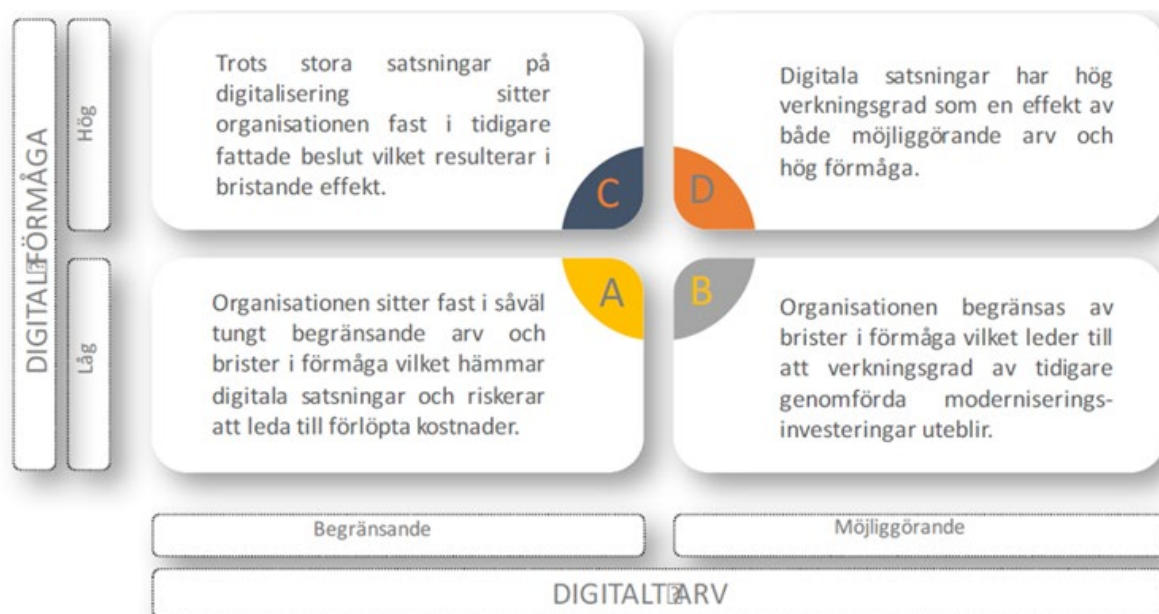 DIGITAL FÖRMÅGA
Hög
Trots stora satsningar på
digitalisering sitter
organisationen fast i tidigare
fattade beslut vilket resulterar i
bristande effekt.
C
D
Digitala satsningar har hög
verkningsgrad som en effekt av
både möjliggörande arv och
hög förmåga.
Låg
Organisationen sitter fast i såväl
tungt begränsande arv och
brister i förmåga vilket hämmar
digitala satsningar och riskerar
att leda till förlöpta kostnader.
A
B
Organisationen begränsas av
brister i förmåga vilket leder till
att verkningsgrad av tidigare
genomförda moderniserings-
investeringar uteblir.
Begränsande
Möjliggörande
DIGITALT ARV